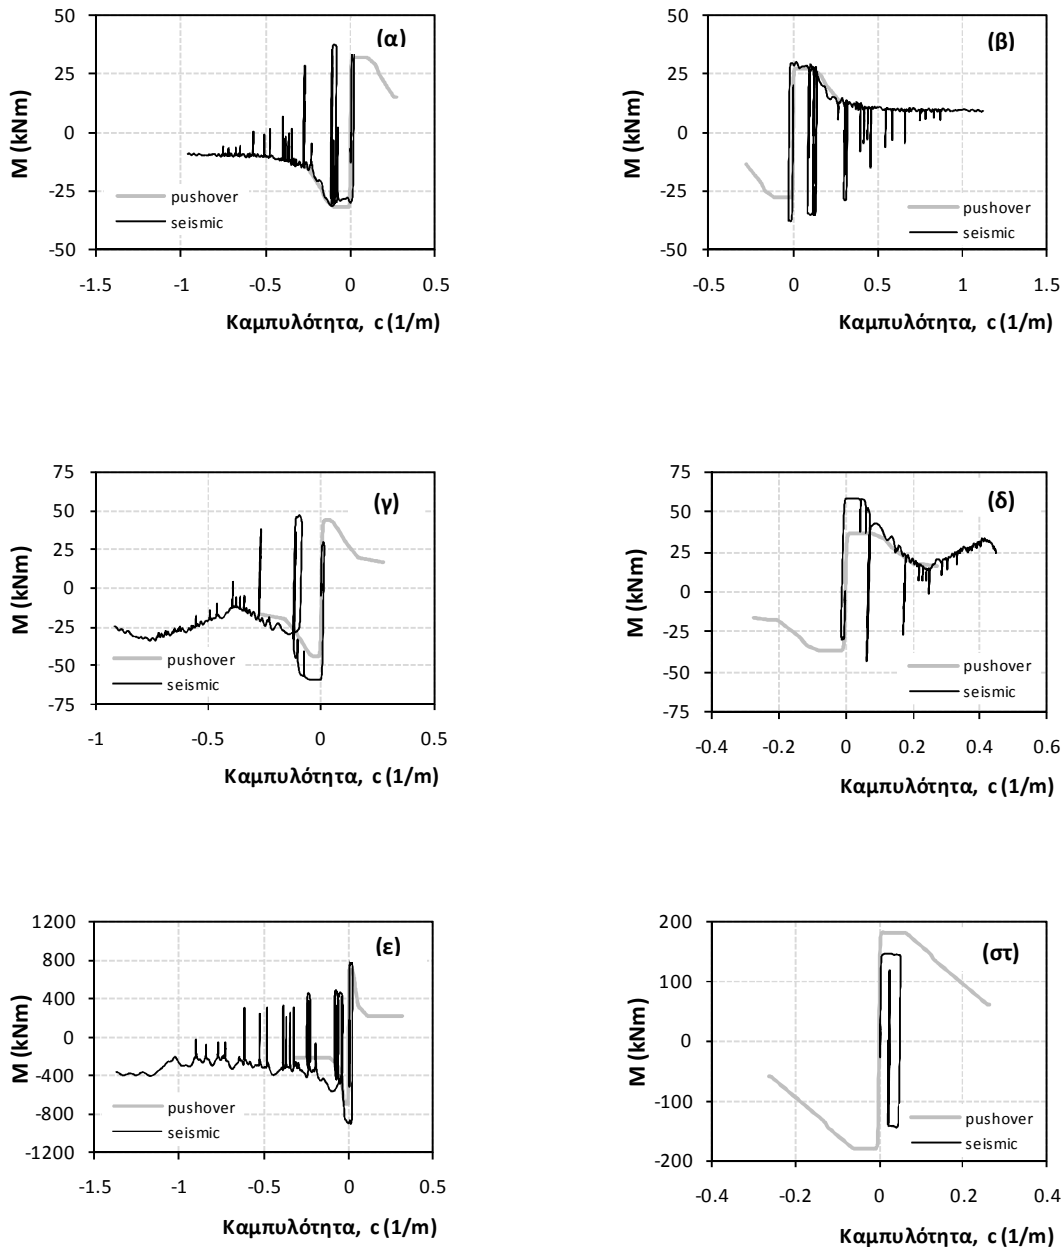 50
(α)
25
M (kNm)
0
-25
pushover
seismic
-50
-1.5 -1 -0.5 0 0.5
Καμπυλότητα, c (1/m)
50
(β)
25
M (kNm)
0
-25
pushover
seismic
-50
-0.5 0 0.5 1 1.5
Καμπυλότητα, c (1/m)
75
(γ)
50
25
M (kNm)
0
-25
-50
pushover
seismic
-75
-1 -0.5 0 0.5
Καμπυλότητα, c (1/m)
75
(δ)
50
25
M (kNm)
0
-25
-50
pushover
seismic
-75
-0.4 -0.2 0 0.2 0.4 0.6
Καμπυλότητα, c (1/m)
1200
(ε)
800
400
M (kNm)
0
-400
-800
pushover
seismic
-1200
-1.5 -1 -0.5 0 0.5
Καμπυλότητα, c (1/m)
200
(στ)
100
M (kNm)
0
-100
pushover
seismic
-200
-0.4 -0.2 0 0.2 0.4
Καμπυλότητα, c (1/m)